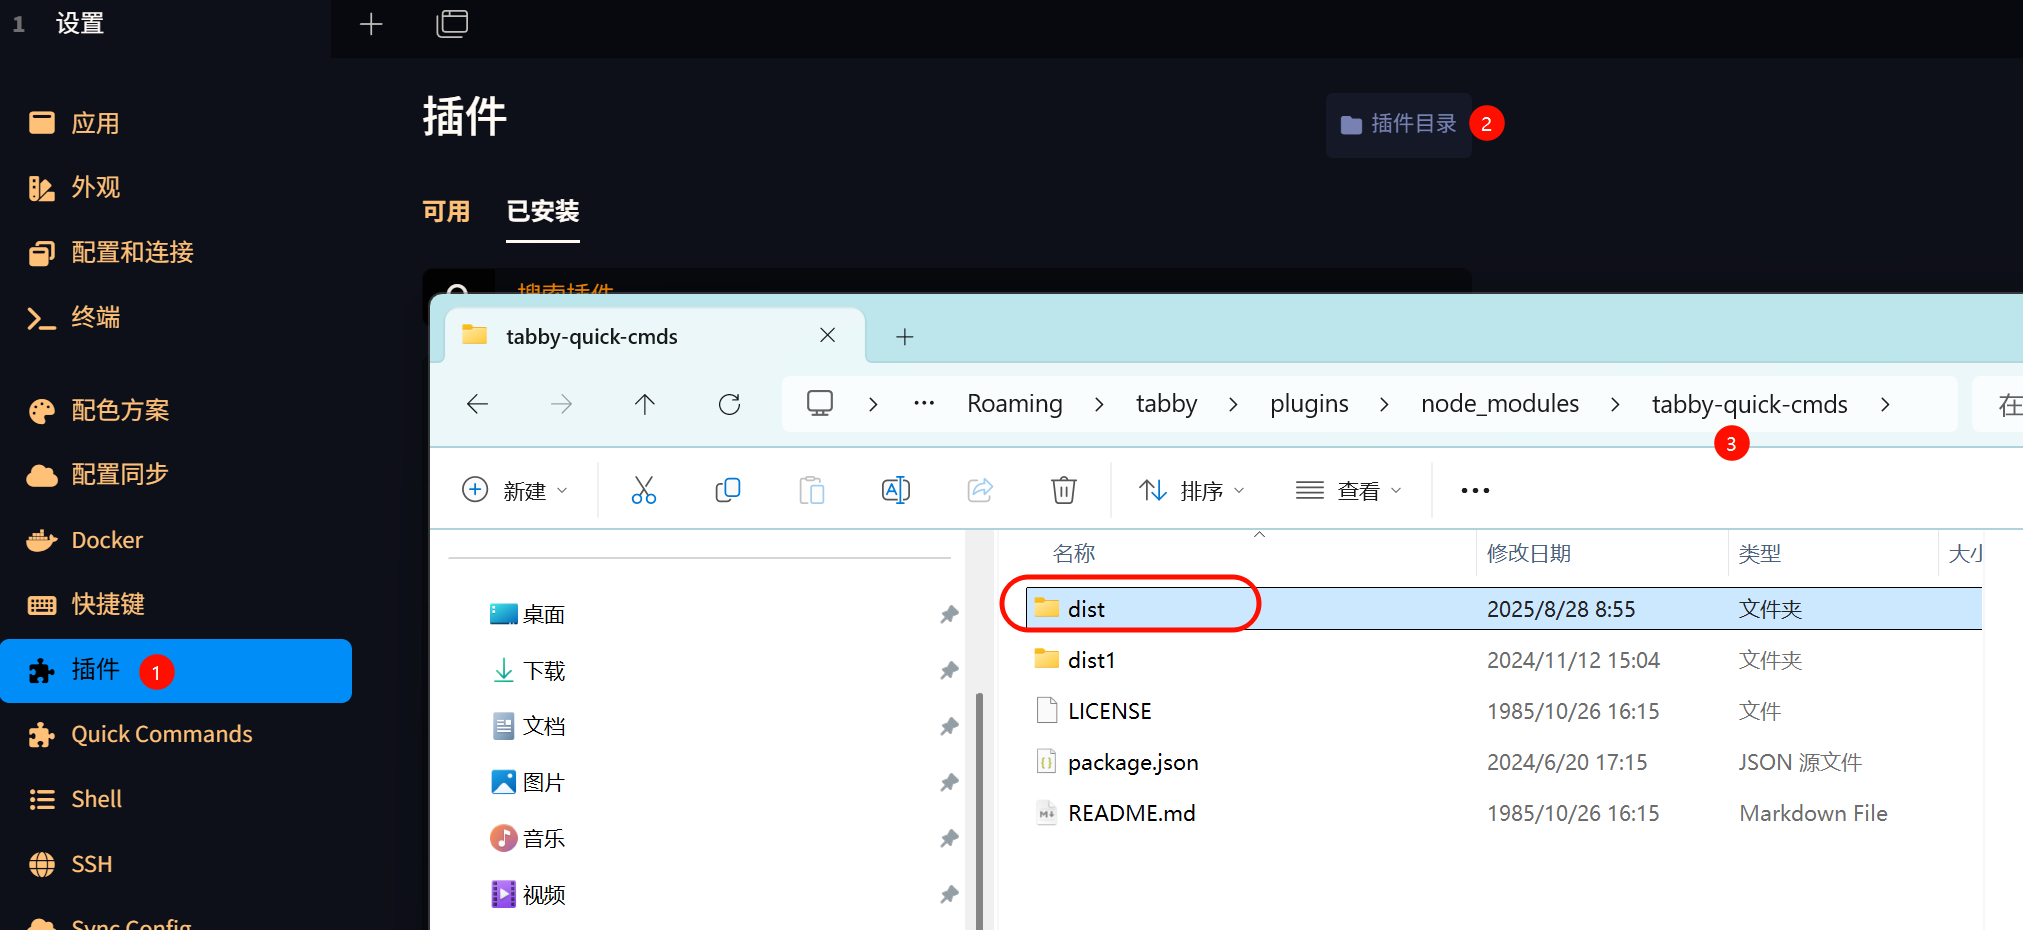 1 设置
应用
外观
配置和连接
终端
配色方案
配置同步
Docker
快捷键
插件 1
Quick Commands
Shell
SSH
Sync Config
插件
插件目录 2
可用 已安装
搜索插件
tabby-quick-cmds
Roaming tabby plugins node_modules tabby-quick-cmds 在
3
新建 排序 查看
桌面
下载
文档
图片
音乐
视频
名称 修改日期 类型 大小
dist 2025/8/28 8:55 文件夹
dist1 2024/11/12 15:04 文件夹
LICENSE 1985/10/26 16:15 文件
package.json 2024/6/20 17:15 JSON 源文件
README.md 1985/10/26 16:15 Markdown File